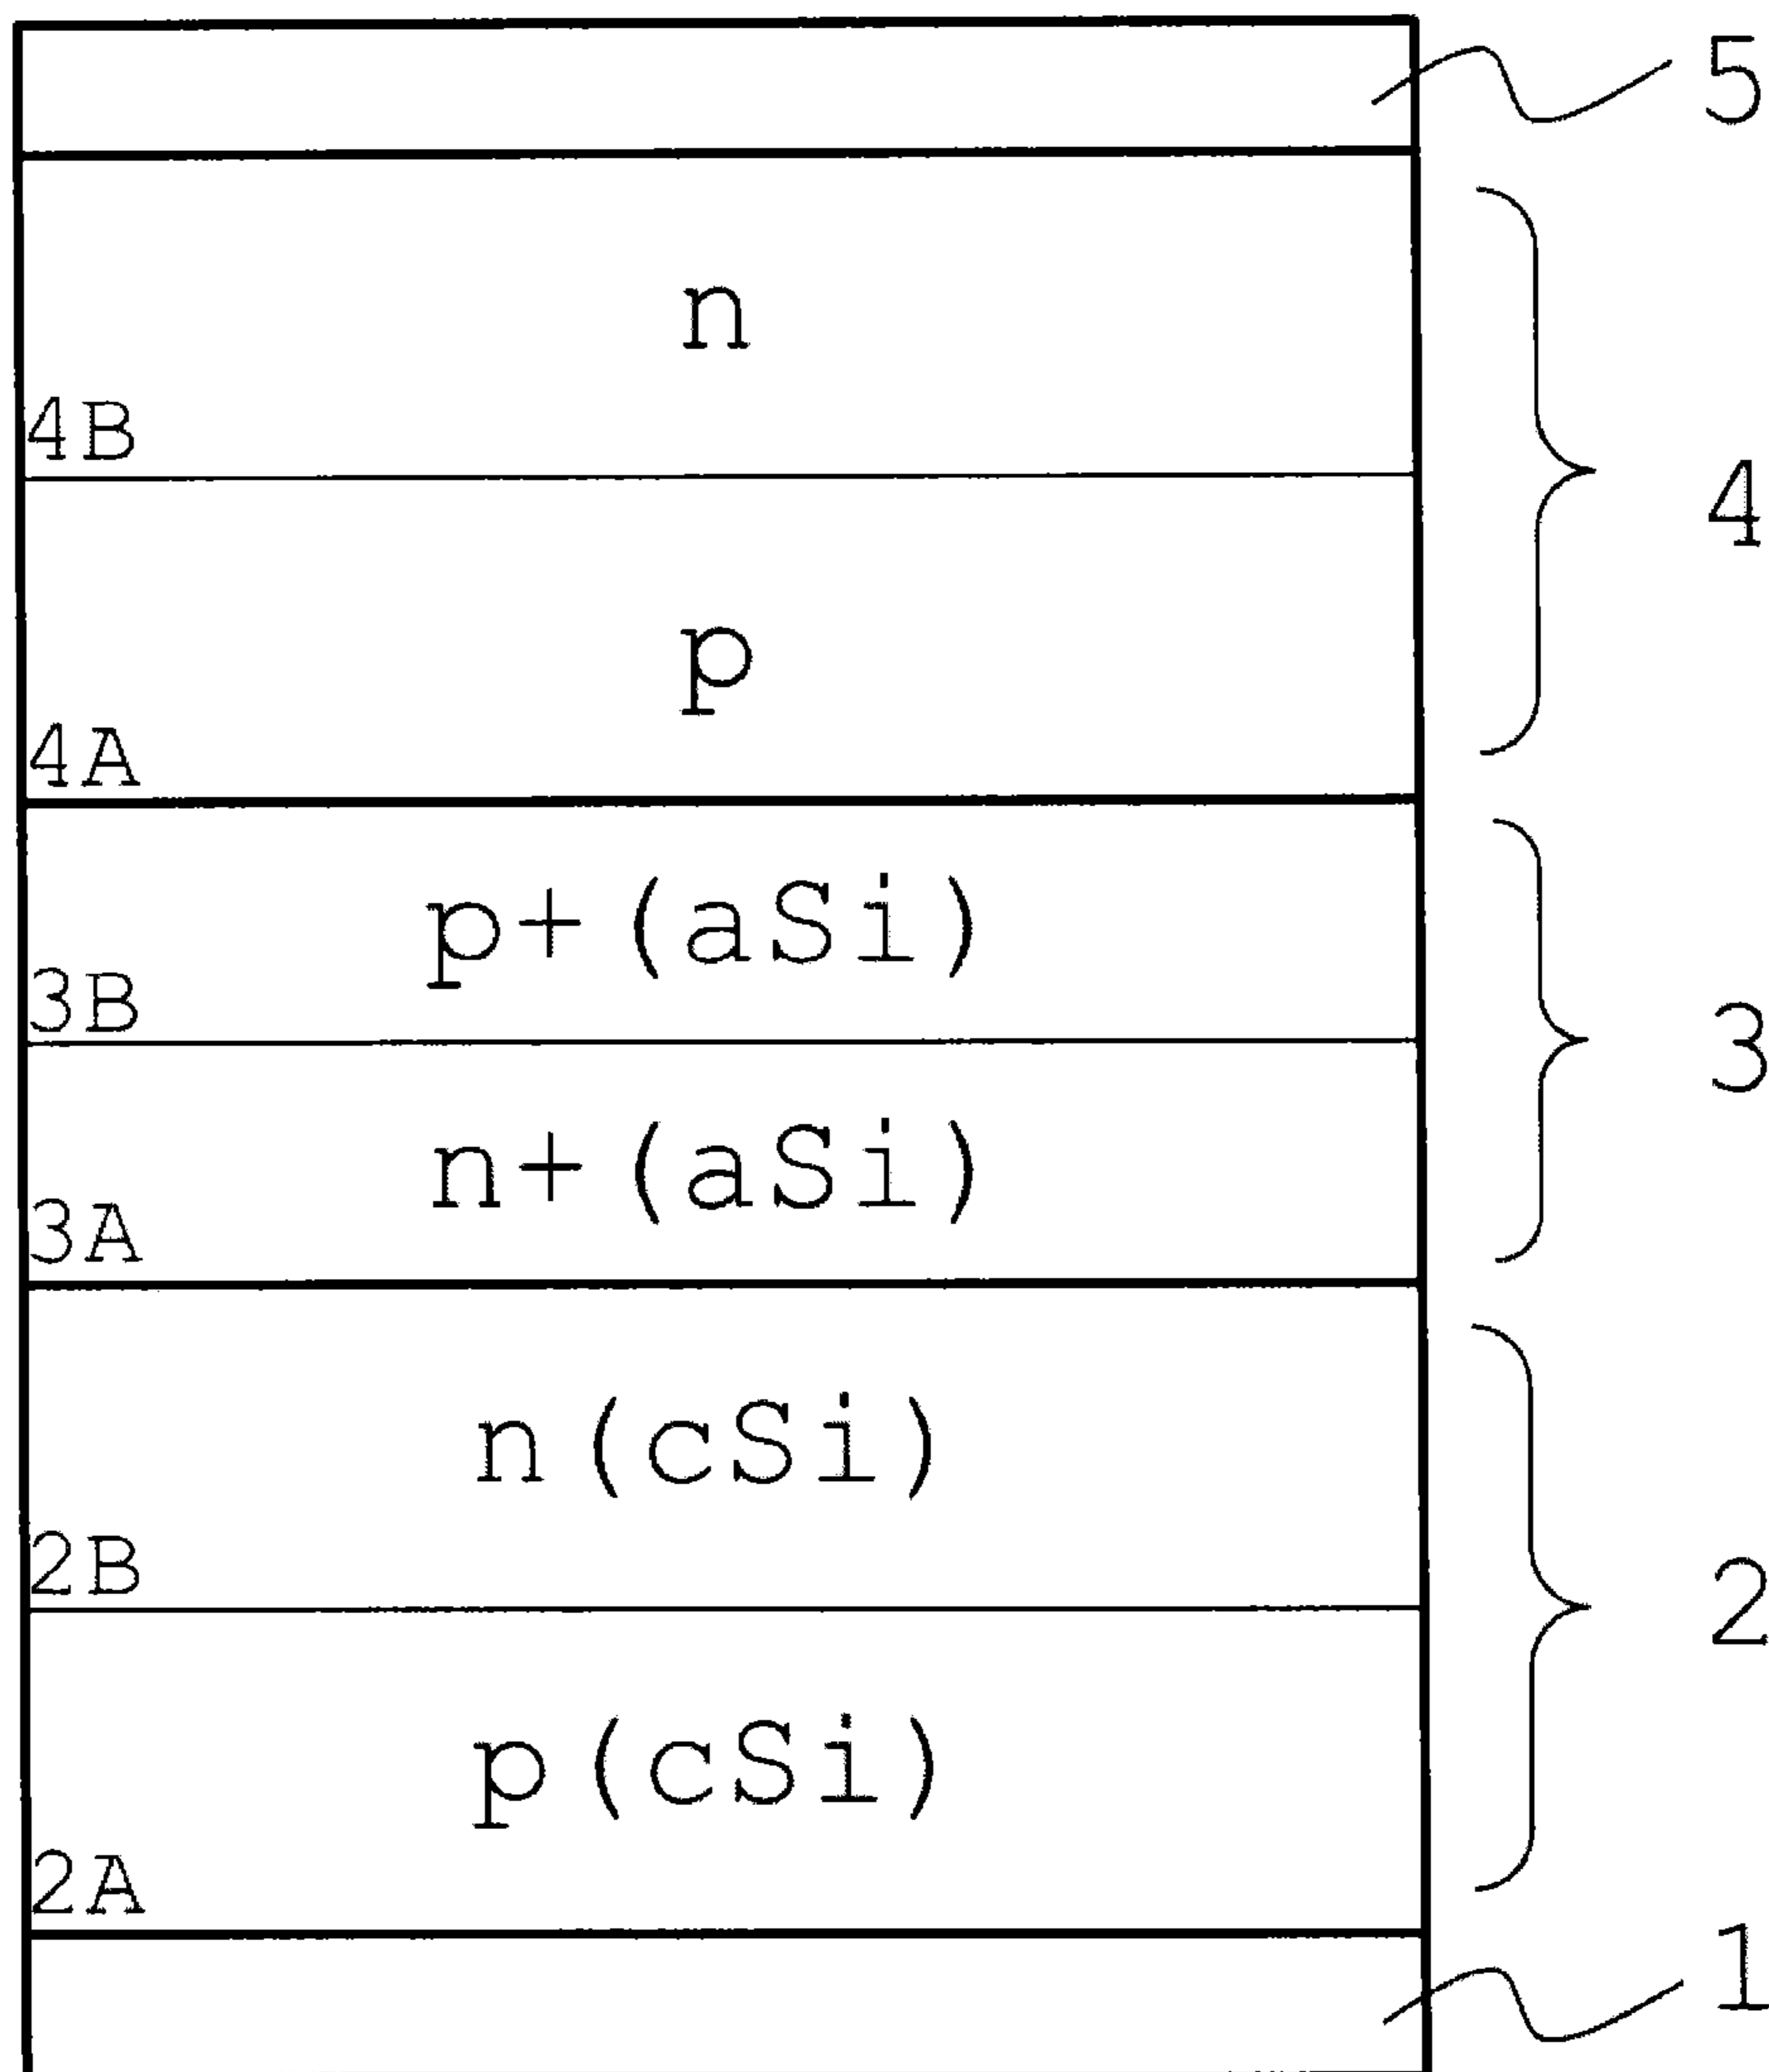 5
n
4B
4
p
4A
p+(aSi)
3B
3
n+(aSi)
3A
n(cSi)
2B
2
p(cSi)
2A
1